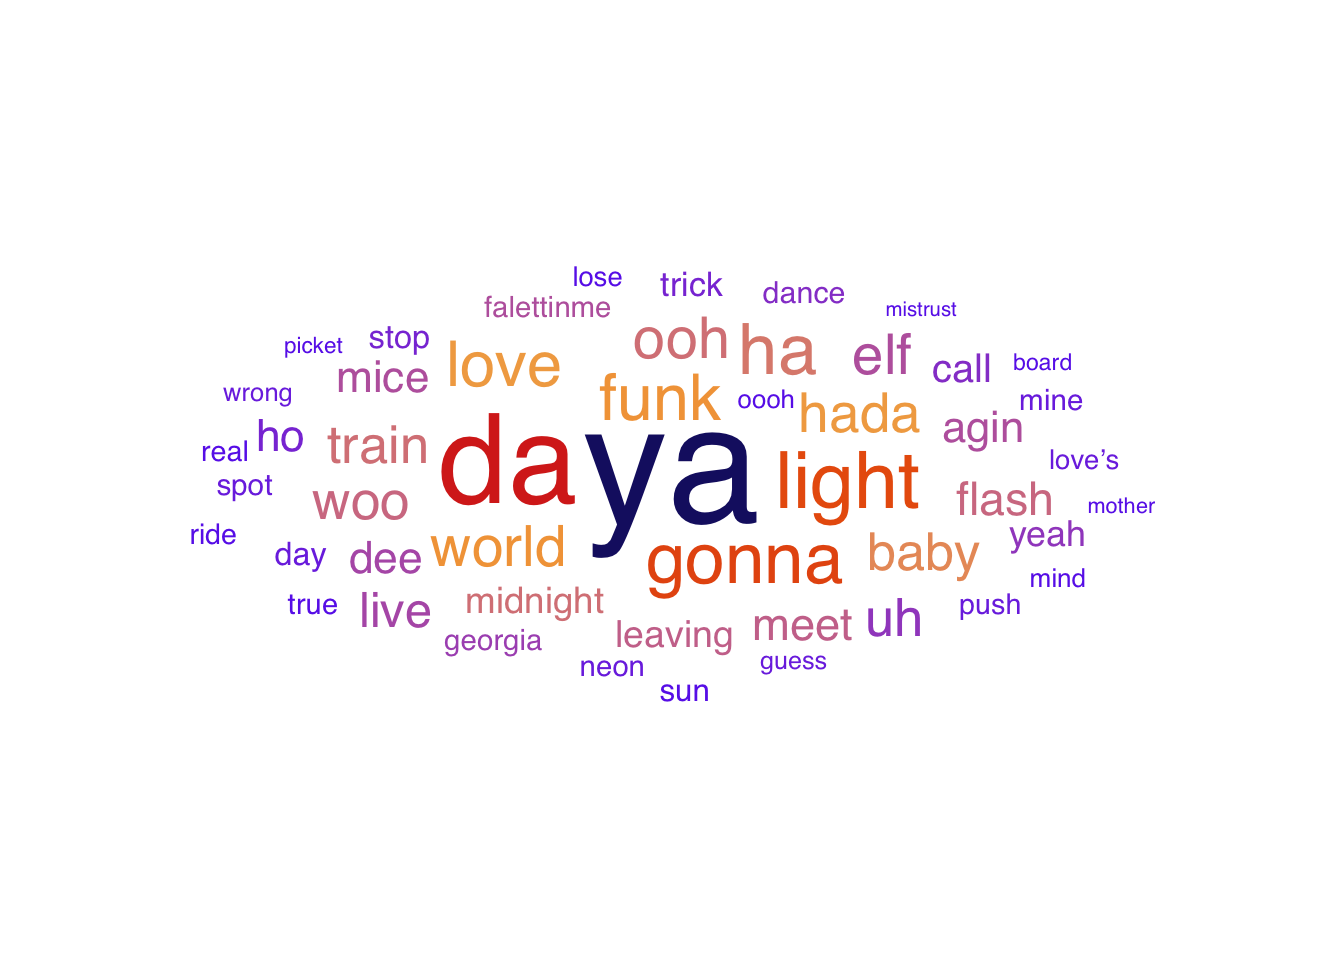 lose
trick
dance
falettinme
mistrust
picket
stop
love
ooh
ha
elf
call
board
wrong
mice
funk
oooh
hada
mine
real
ho
train
da
ya
light
agin
love’s
spot
woo
flash
mother
ride
day
dee
world
gonna
baby
yeah
mind
true
live
midnight
leaving
meet
uh
push
georgia
neon
guess
sun